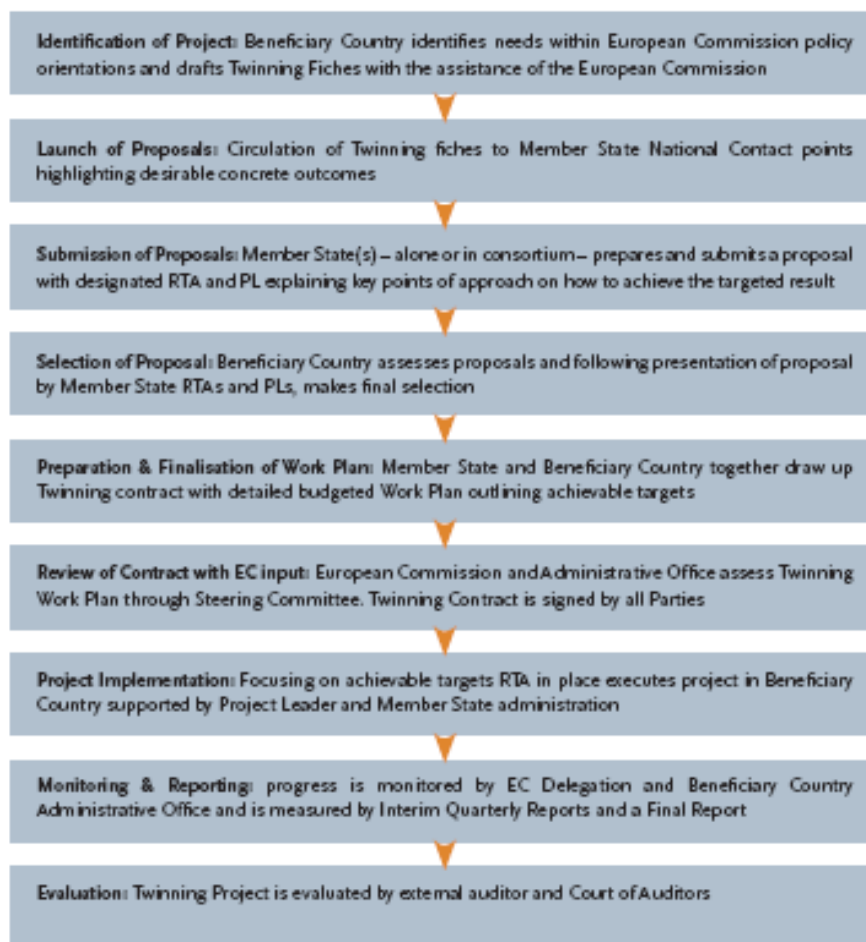 Identification of Project: Beneficiary Country identifies needs within European Commission policy
orientations and drafts Twinning Fiches with the assistance of the European Commission
Launch of Proposals: Circulation of Twinning fiches to Member State National Contact points
highlighting desirable concrete outcomes
Submission of Proposals: Member State(s) – alone or in consortium – prepares and submits a proposal
with designated RTA and PL explaining key points of approach on how to achieve the targeted result
Selection of Proposal: Beneficiary Country assesses proposals and following presentation of proposal
by Member State RTAs and PLs, makes final selection
Preparation & Finalisation of Work Plan: Member State and Beneficiary Country together draw up
Twinning contract with detailed budgeted Work Plan outlining achievable targets
Review of Contract with EC input: European Commission and Administrative Office assess Twinning
Work Plan through Steering Committee. Twinning Contract is signed by all Parties
Project Implementation: Focusing on achievable targets RTA in place executes project in Beneficiary
Country supported by Project Leader and Member State administration
Monitoring & Reporting: progress is monitored by EC Delegation and Beneficiary Country
Administrative Office and is measured by Interim Quarterly Reports and a Final Report
Evaluation: Twinning Project is evaluated by external auditor and Court of Auditors